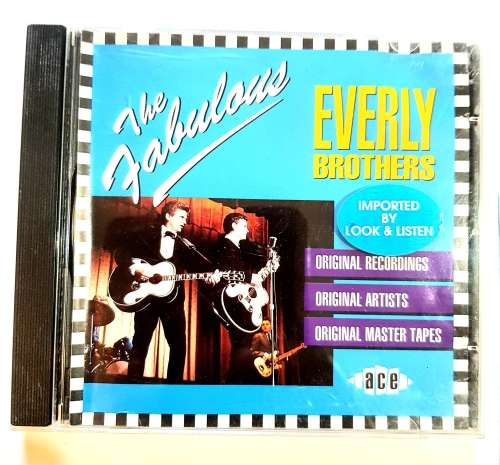 The
Fabulous
EVERLY
BROTHERS
IMPORTED
BY
LOOK & LISTEN
ORIGINAL RECORDINGS
ORIGINAL ARTISTS
ORIGINAL MASTER TAPES
ace